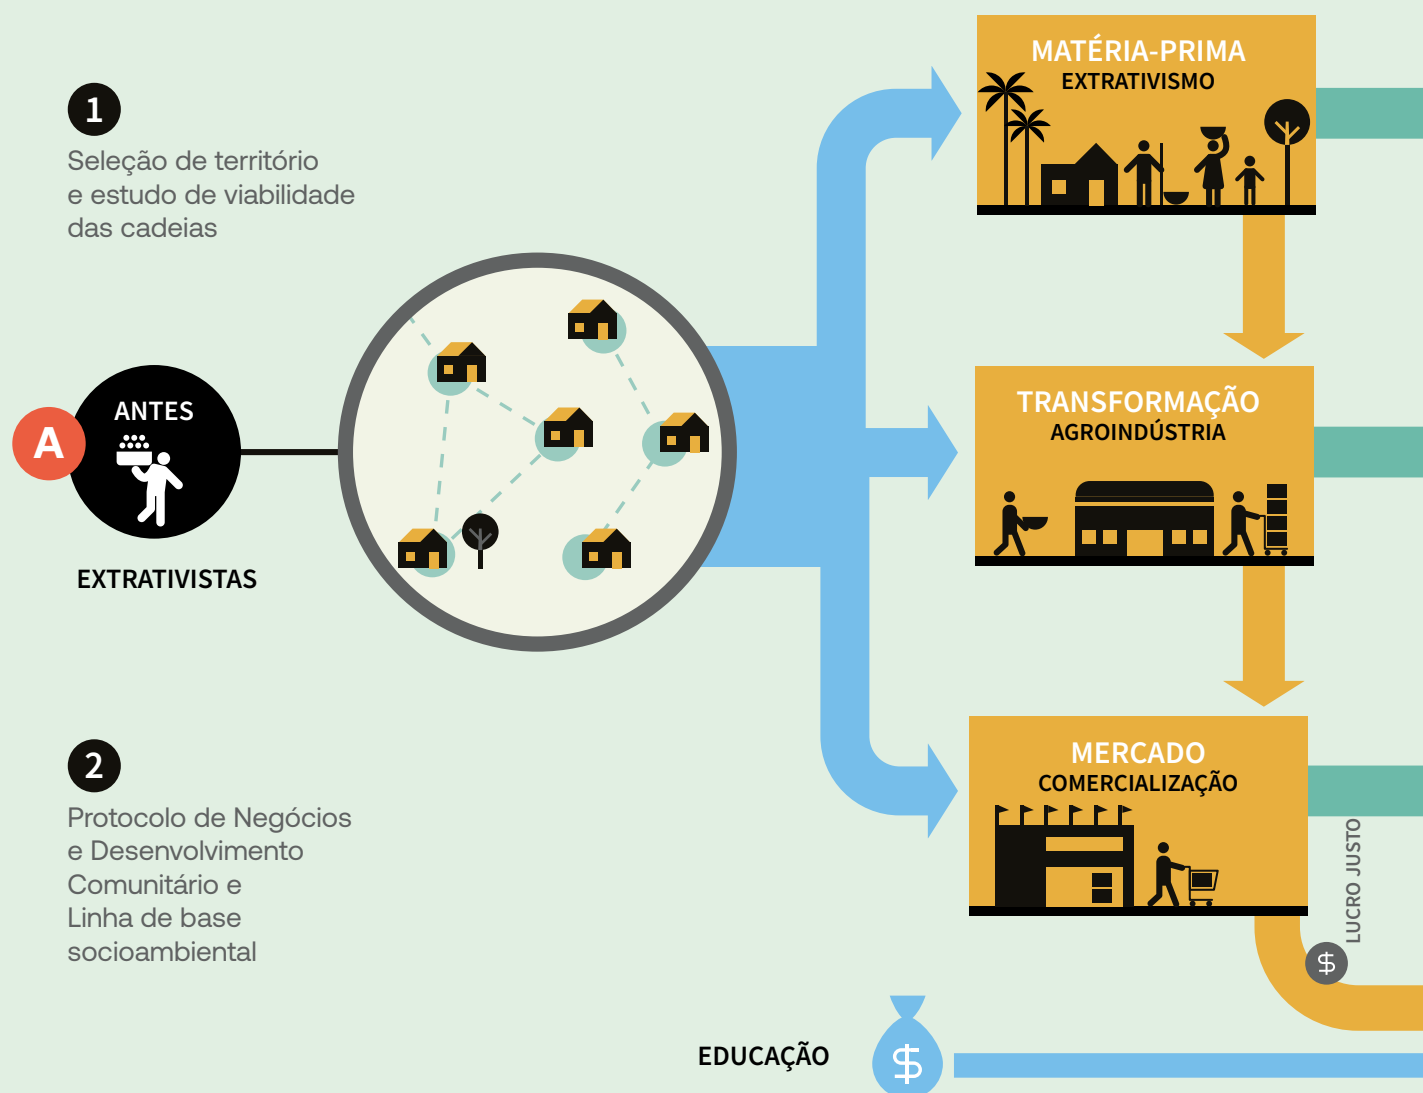 1
Seleção de território
e estudo de viabilidade
das cadeias
A
ANTES
EXTRATIVISTAS
2
Protocolo de Negócios
e Desenvolvimento
Comunitário e
Linha de base
socioambiental
MATÉRIA-PRIMA
EXTRATIVISMO
TRANSFORMAÇÃO
AGROINDÚSTRIA
MERCADO
COMERCIALIZAÇÃO
LUCRO JUSTO
$
EDUCAÇÃO
$